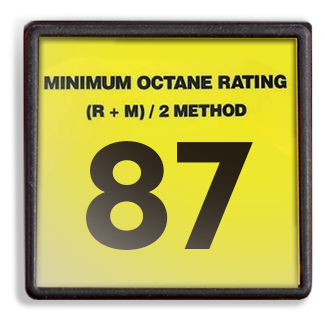 MINIMUM OCTANE RATING
(R + M) / 2 METHOD
87